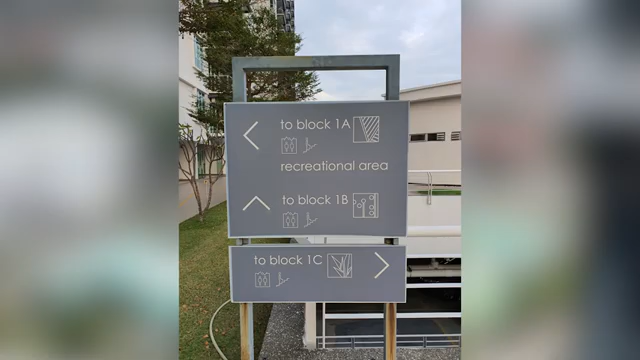 to block 1A
recreational area
to block 1B
to block 1C